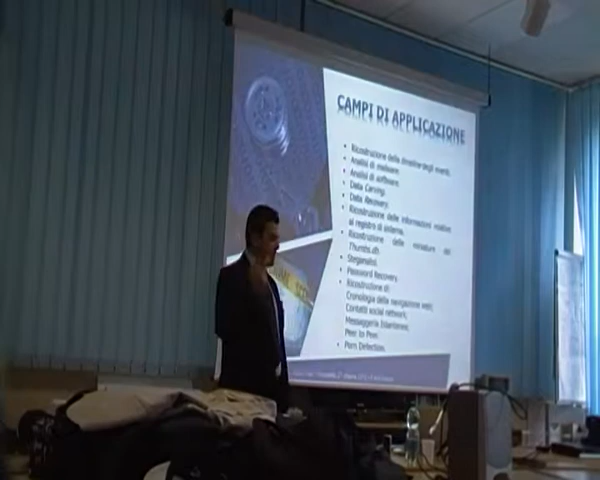 CAMPI DI APPLICAZIONE
• Ricostruzione della timeline degli eventi.
• Analisi di malware.
• Analisi di software.
• Data Carving.
• Data Recovery.
• Ricostruzione delle informazioni relative
al registro di sistema.
• Ricostruzione delle miniature dei
Thumbs.db
• Steganalisi.
• Password Recovery.
• Ricostruzione di:
Cronologia delle navigazione web;
Contatti social network;
Messaggeria Istantanea;
Peer to Peer.
• Porn Detection.